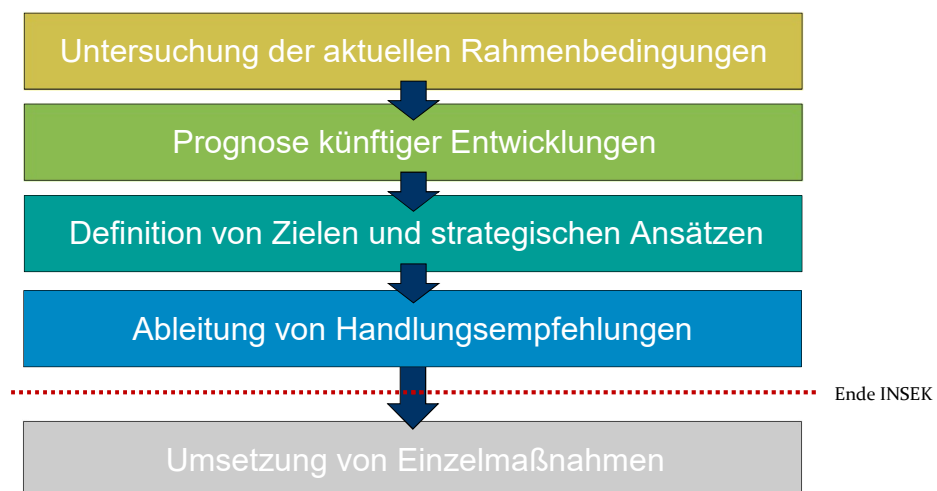 Untersuchung der aktuellen Rahmenbedingungen
Prognose künftiger Entwicklungen
Definition von Zielen und strategischen Ansätzen
Ableitung von Handlungsempfehlungen
Ende INSEK
Umsetzung von Einzelmaßnahmen